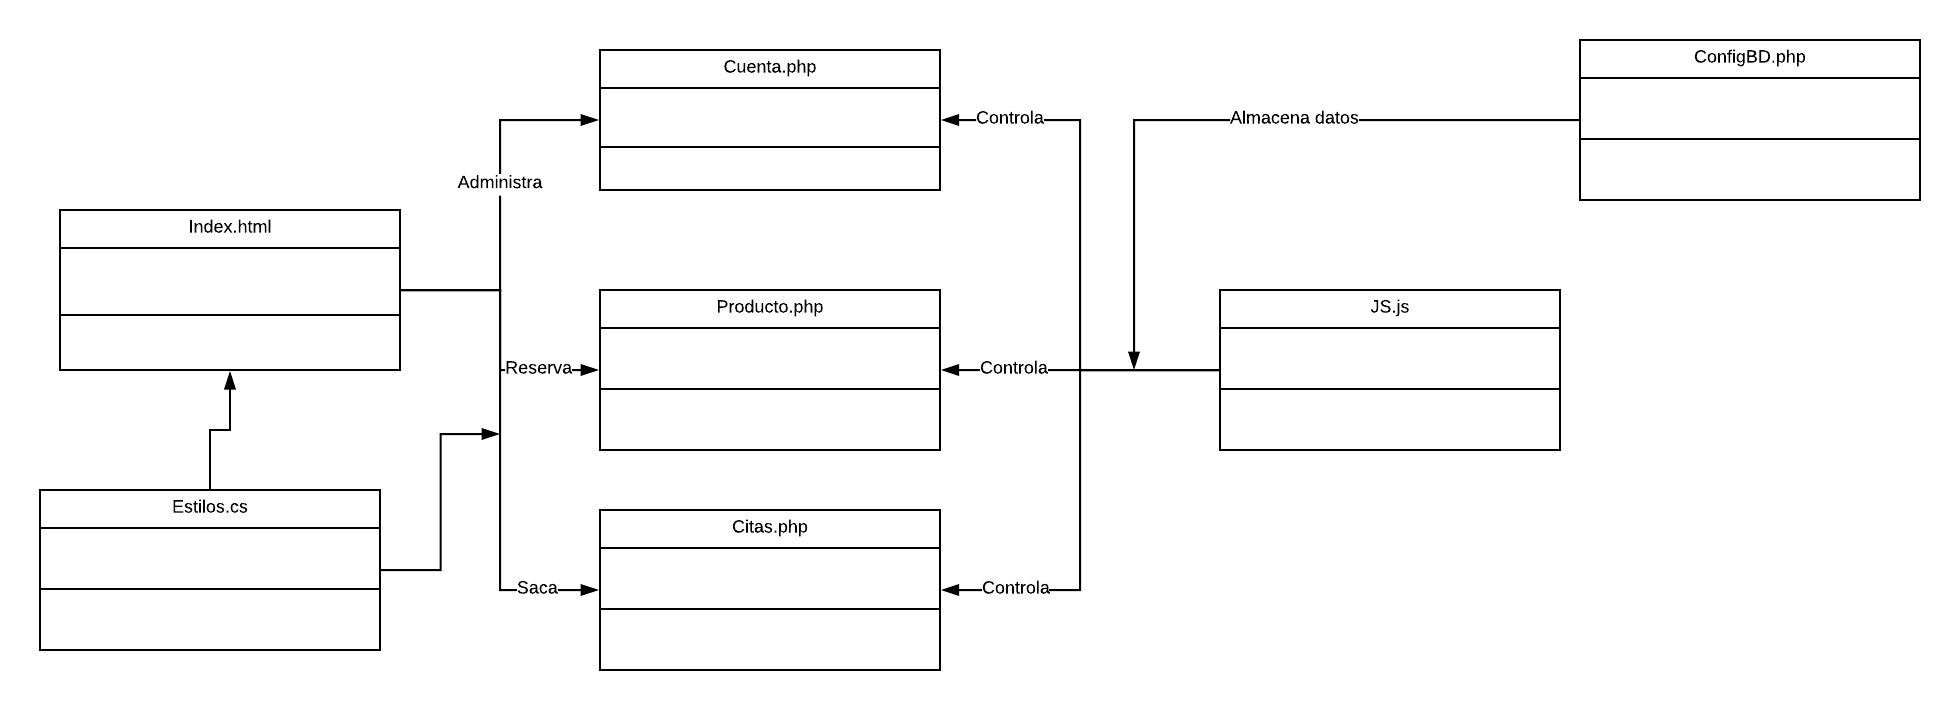 ConfigBD.php
Cuenta.php
Controla
Almacena datos
Administra
Index.html
Producto.php
JS.js
Reserva
Controla
Estilos.cs
Citas.php
Saca
Controla